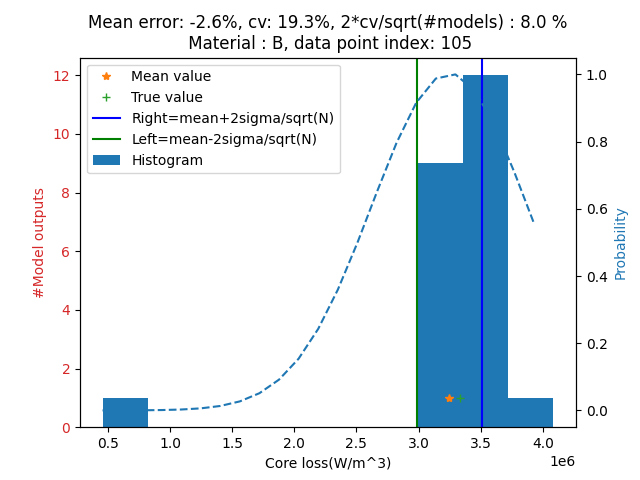 Mean error: -2.6%, cv: 19.3%, 2*cv/sqrt(#models) : 8.0 %
Material : B, data point index: 105
Mean value
True value
Right=mean+2sigma/sqrt(N)
Left=mean-2sigma/sqrt(N)
Histogram
#Model outputs
12
10
8
6
4
2
0
1.0
0.8
0.6
0.4
0.2
0.0
Probability
0.5 1.0 1.5 2.0 2.5 3.0 3.5 4.0
1e6
Core loss(W/m^3)